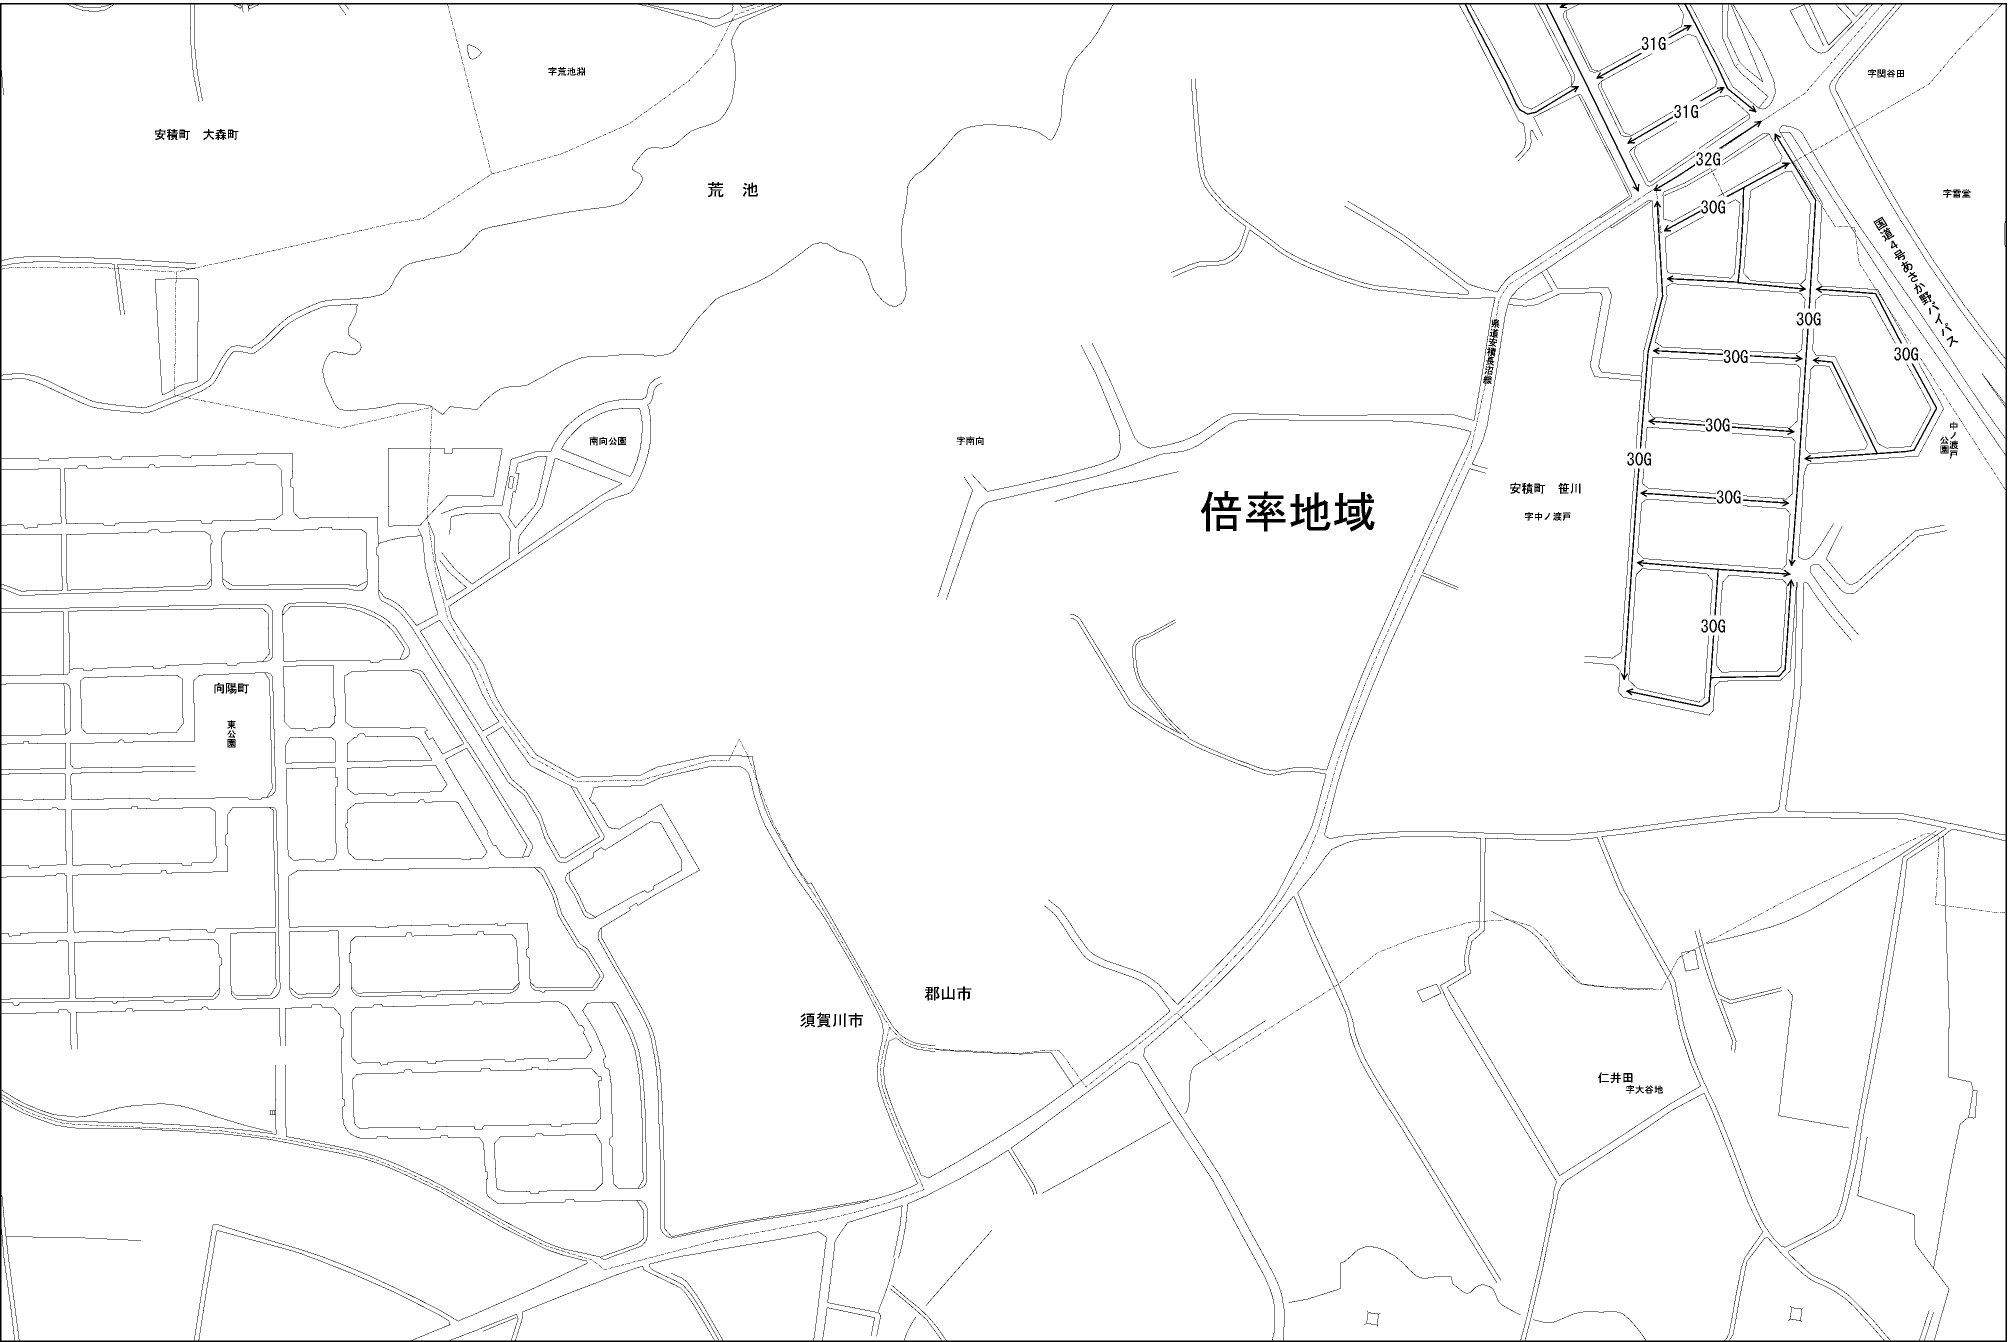 31G
字荒池淵
字関谷田
31G
安積町　大森町
32G
荒　池
字雷堂
30G
国道4号あさか野バイパス
30G
県道安積長沼線
30G
30G
30G
中ノ渡戸
公園
南向公園
字南向
30G
安積町　笹川
30G
倍率地域
字中ノ渡戸
30G
向陽町
東公園
郡山市
須賀川市
仁井田
字大谷地